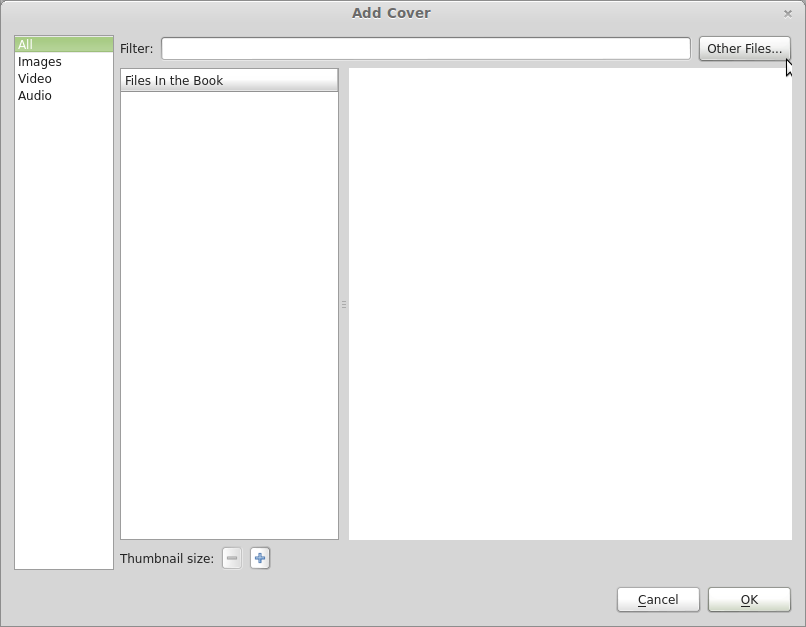 Add Cover
All
Images
Video
Audio
Filter:
Other Files...
Files In the Book
Thumbnail size:
Cancel
OK